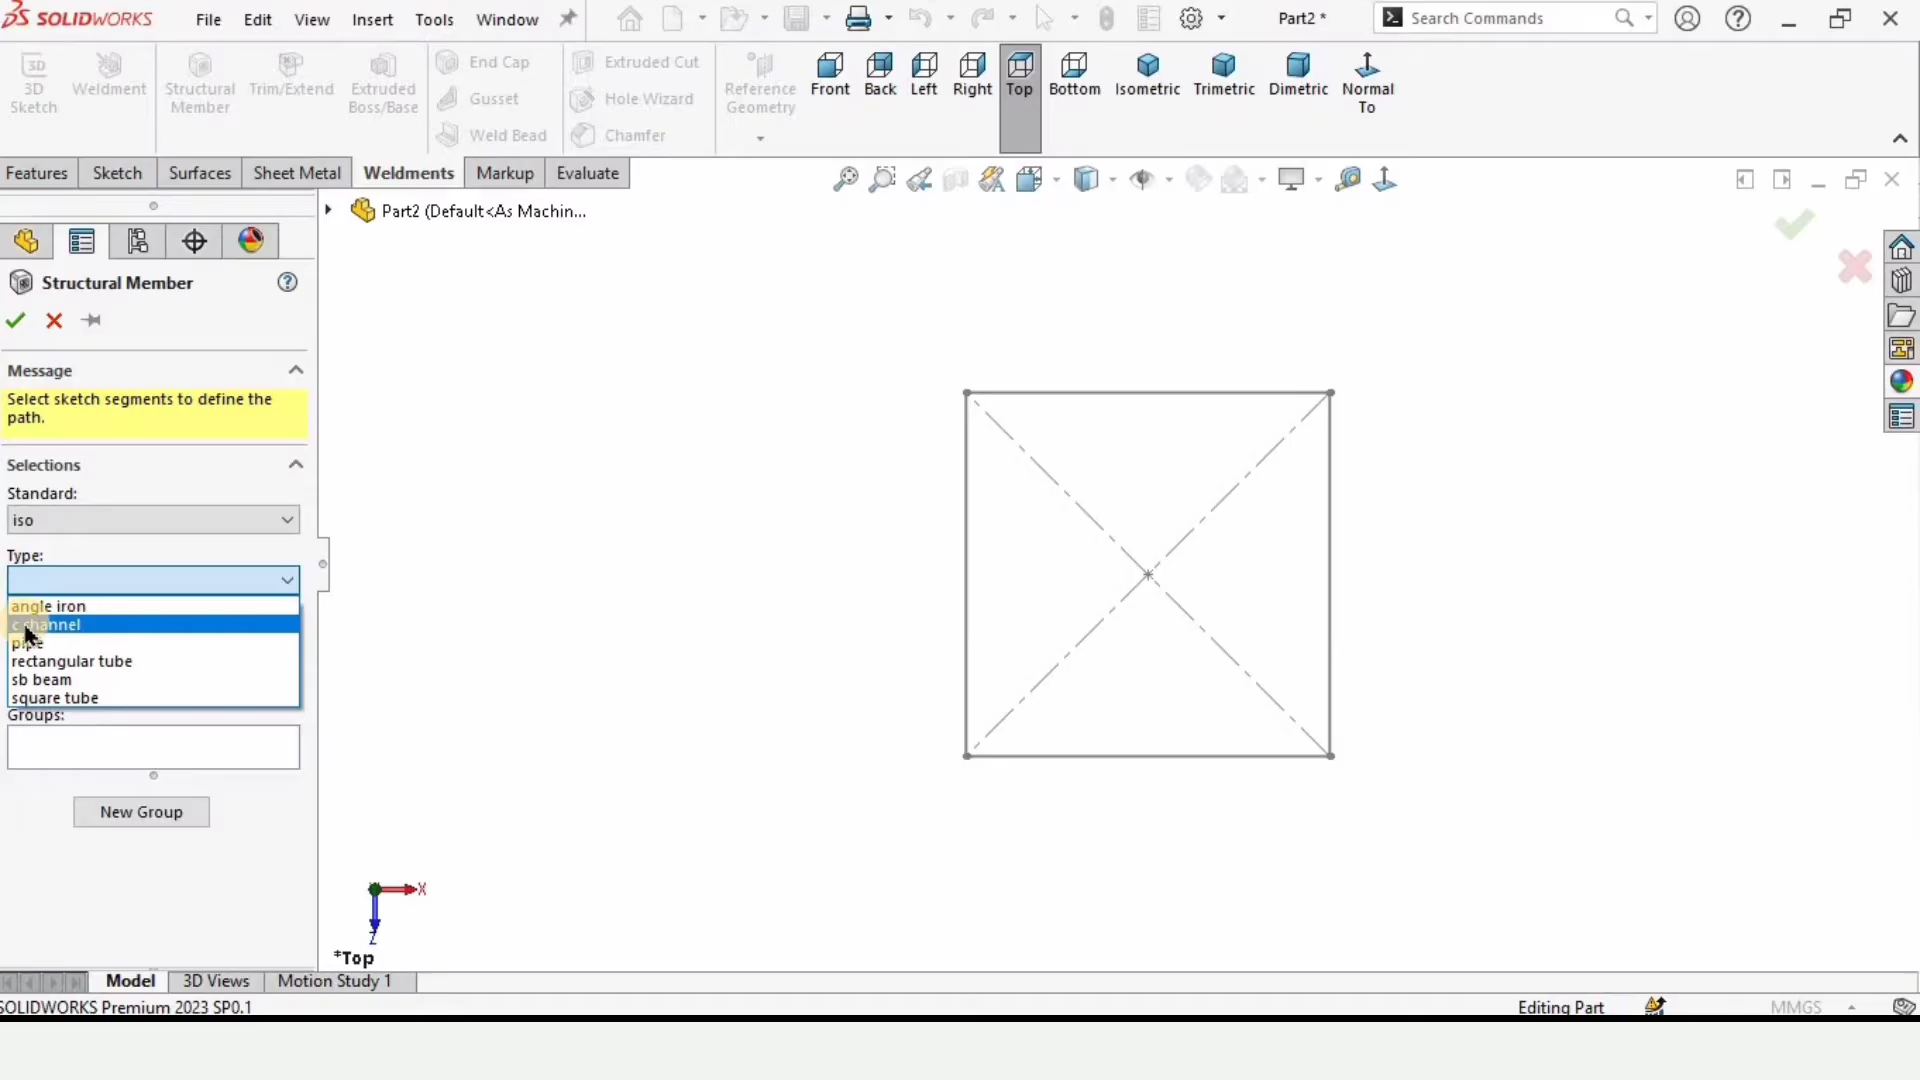 SOLIDWORKS File Edit View Insert Tools Window Part2 * Search Commands
3D Sketch
Weldment
Structural Member
Trim/Extend
Extruded Boss/Base
End Cap
Gusset
Weld Bead
Extruded Cut
Hole Wizard
Chamfer
Reference Geometry
Front Back Left Right Top Bottom Isometric Trimetric Dimetric Normal To
Features Sketch Surfaces Sheet Metal Weldments Markup Evaluate
Part2 (Default<As Machin...
Structural Member
Message
Select sketch segments to define the
path.
Selections
Standard:
iso
Type:
angle iron
c channel
pipe
rectangular tube
sb beam
square tube
Groups:
New Group
X
Z
*Top
Model 3D Views Motion Study 1
SOLIDWORKS Premium 2023 SP0.1 Editing Part MMGS